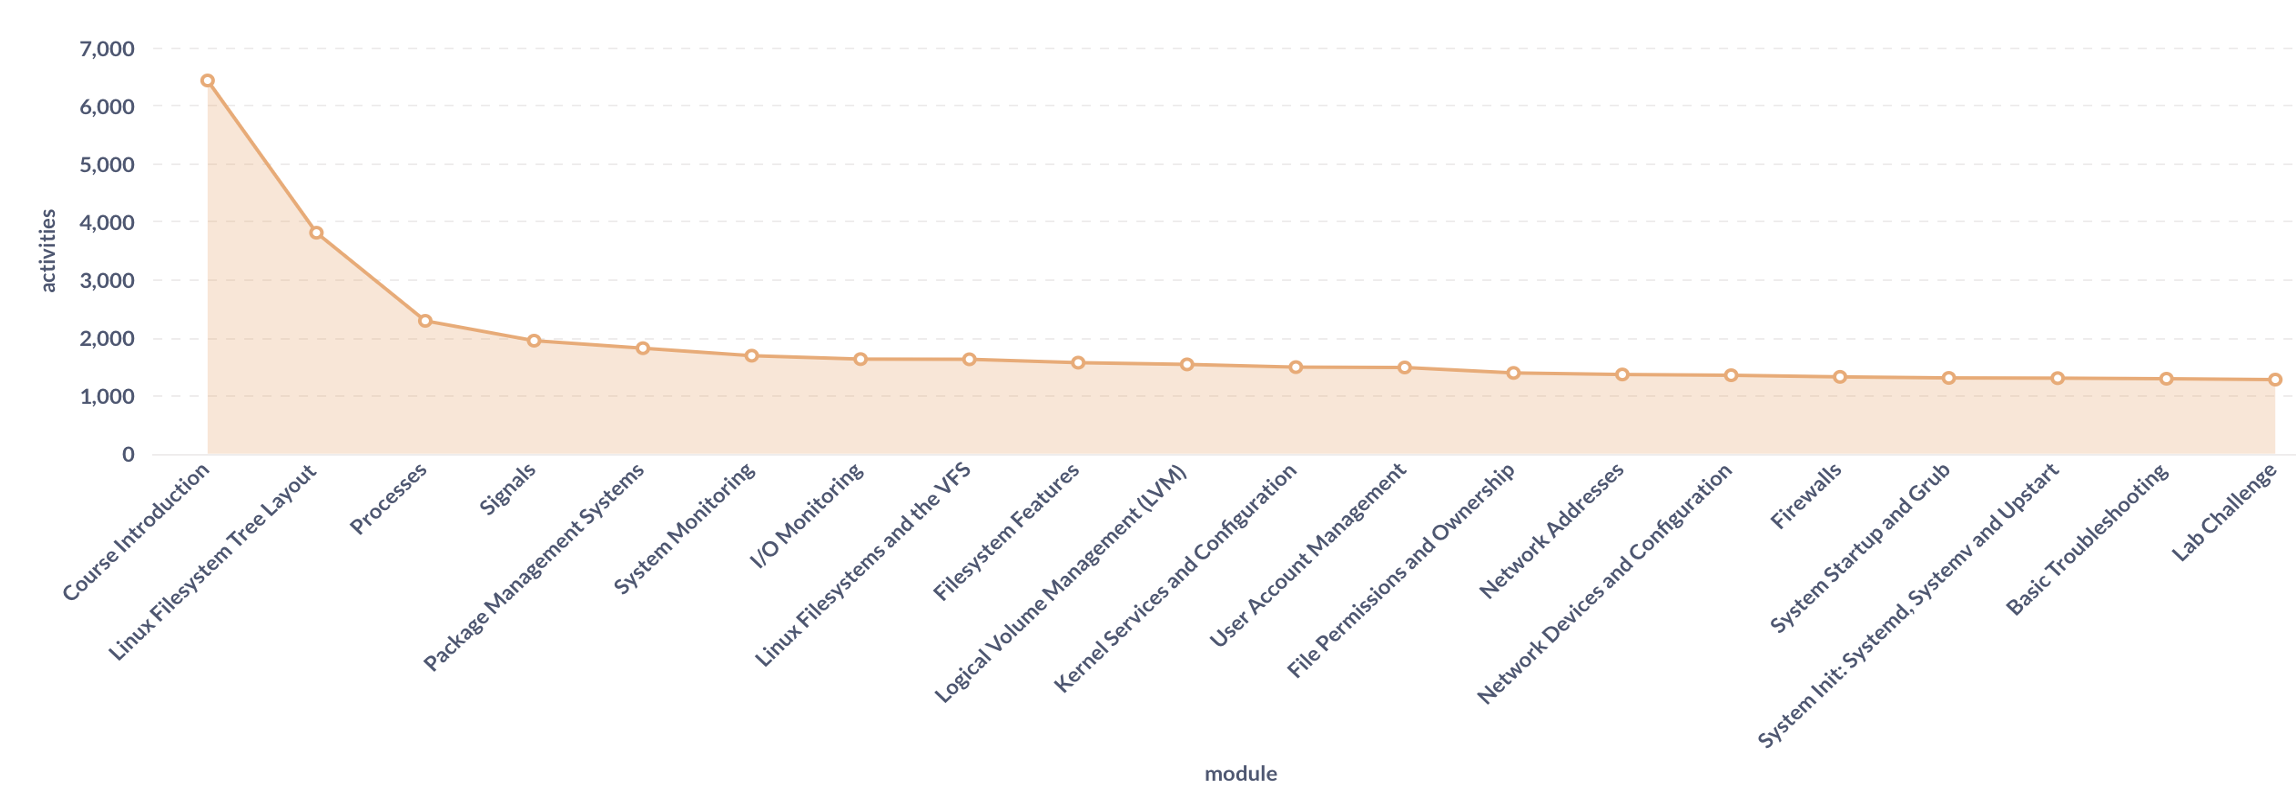 7,000
6,000
5,000
4,000
3,000
2,000
1,000
0
activities
Course Introduction
Linux Filesystem Tree Layout
Processes
Signals
Package Management Systems
System Monitoring
I/O Monitoring
Linux Filesystems and the VFS
Filesystem Features
Logical Volume Management (LVM)
Kernel Services and Configuration
User Account Management
File Permissions and Ownership
Network Addresses
Network Devices and Configuration
Firewalls
System Startup and Grub
System Init: Systemd, Systemv and Upstart
Basic Troubleshooting
Lab Challenge
module